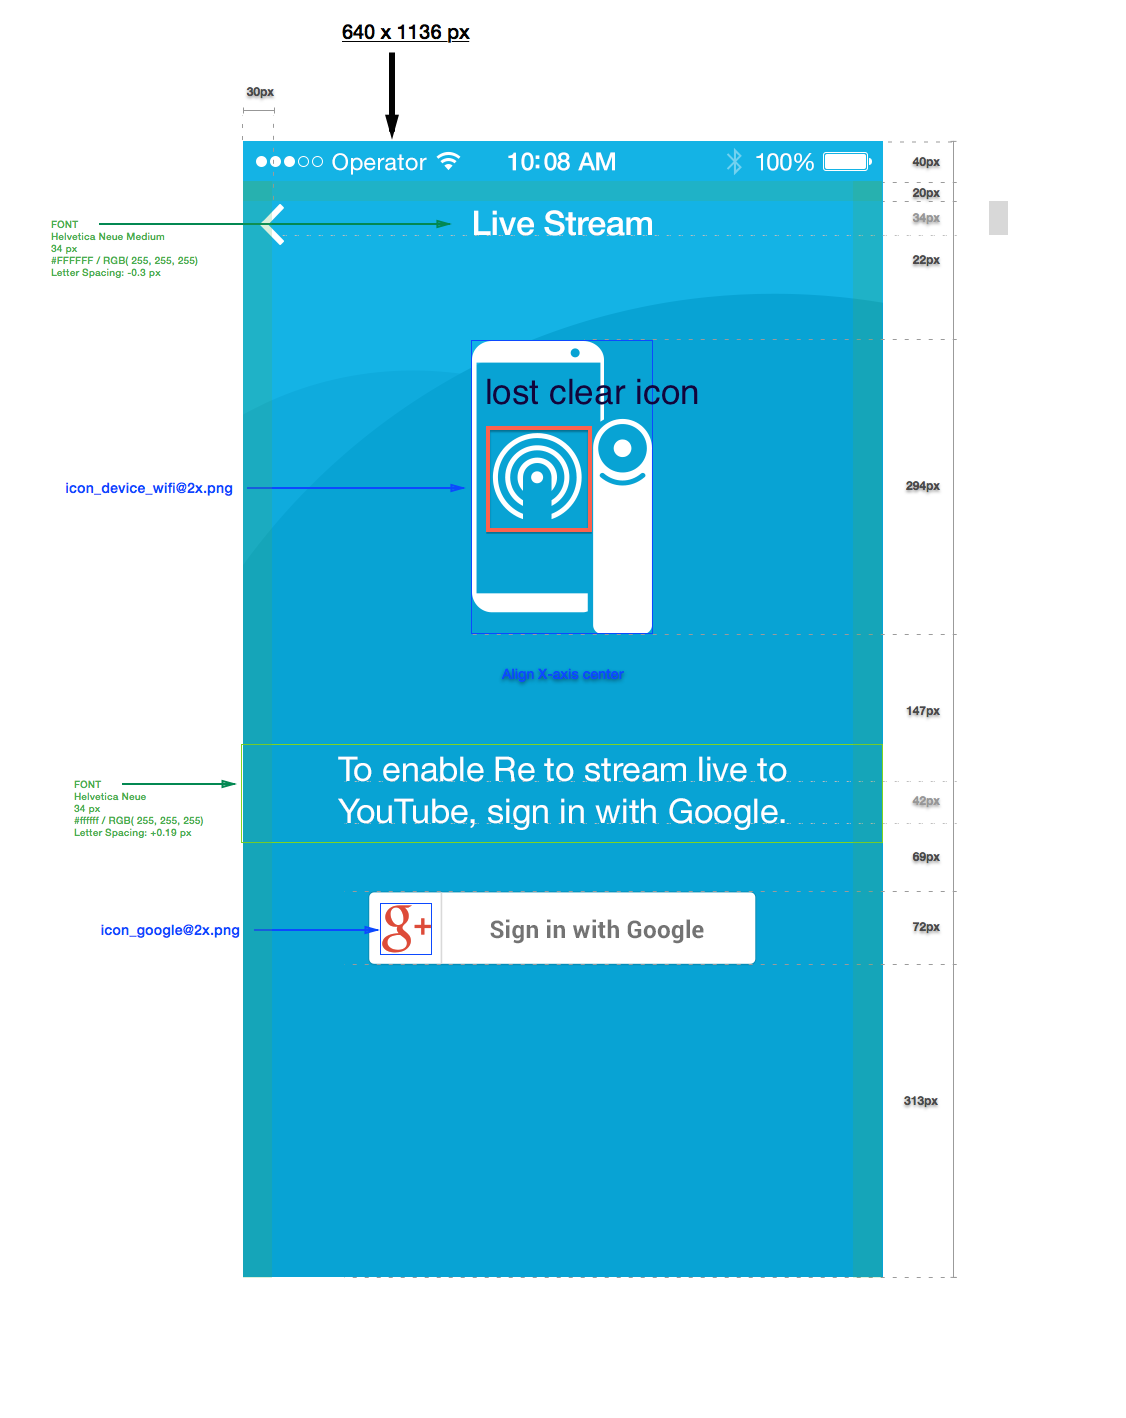 640 x 1136 px
30px
Operator 10:08 AM 100%
40px
20px
FONT
Helvetica Neue Medium
34 px
#FFFFFF / RGB( 255, 255, 255)
Letter Spacing: -0.3 px
Live Stream
34px
22px
lost clear icon
icon_device_wifi@2x.png
294px
Align X-axis center
147px
FONT
Helvetica Neue
34 px
#ffffff / RGB( 255, 255, 255)
Letter Spacing: +0.19 px
To enable Re to stream live to
YouTube, sign in with Google.
42px
69px
icon_google@2x.png
g+
Sign in with Google
72px
313px